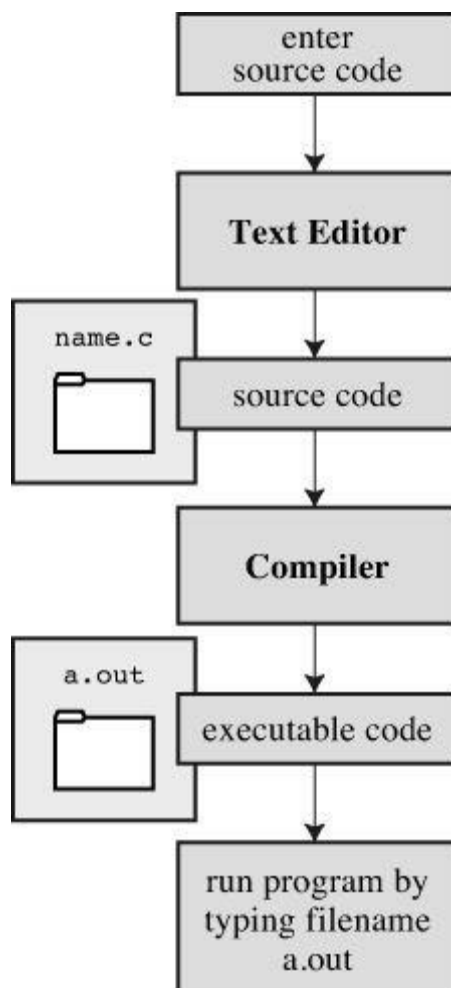 enter
source code
Text Editor
name.c
source code
Compiler
a.out
executable code
run program by
typing filename
a.out